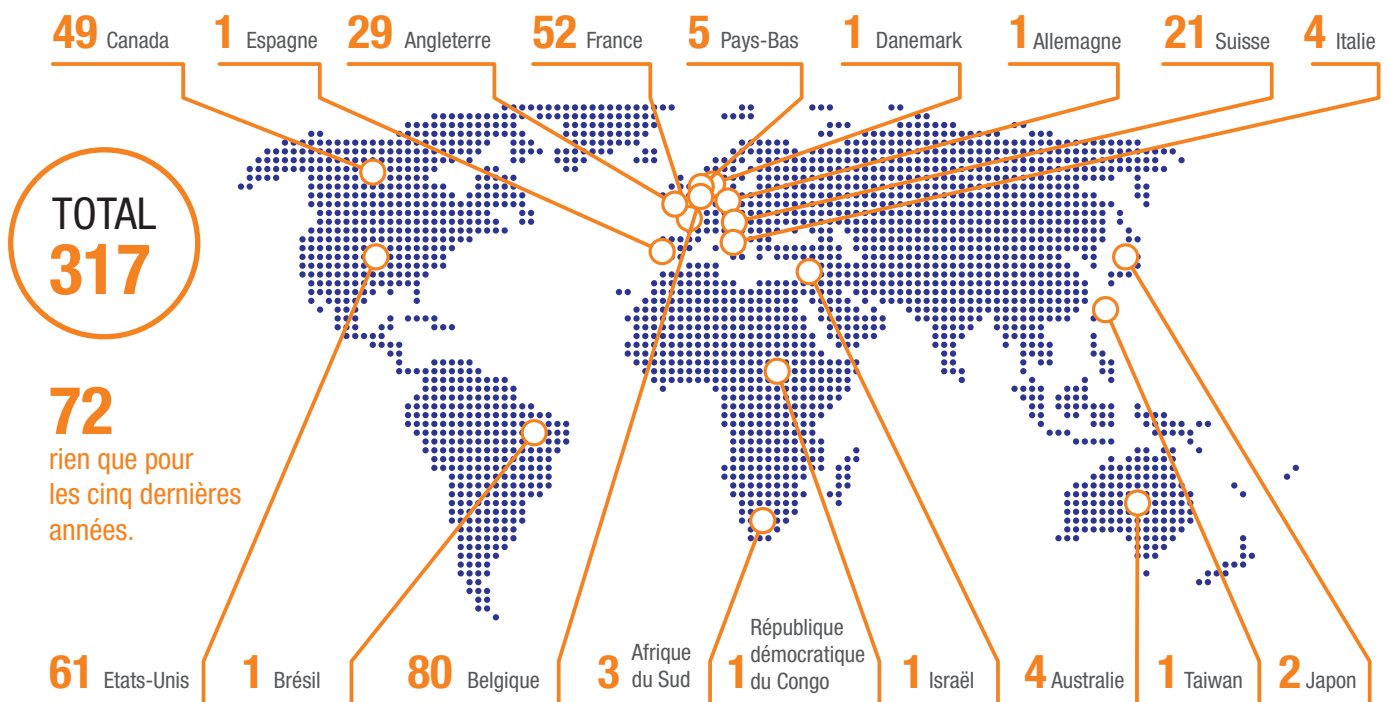 49 Canada
1 Espagne
29 Angleterre
52 France
5 Pays-Bas
1 Danemark
1 Allemagne
21 Suisse
4 Italie
TOTAL
317
72
rien que pour
les cinq dernières
années.
61 Etats-Unis
1 Brésil
80 Belgique
3 Afrique
du Sud
1 République
démocratique
du Congo
1 Israël
4 Australie
1 Taiwan
2 Japon